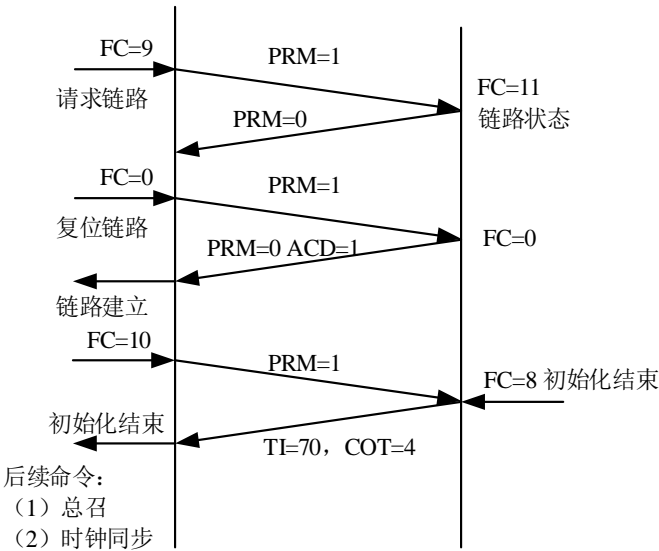 FC=9
PRM=1
请求链路
FC=11
链路状态
PRM=0
FC=0
PRM=1
复位链路
FC=0
PRM=0 ACD=1
链路建立
FC=10
PRM=1
FC=8 初始化结束
初始化结束
TI=70，COT=4
后续命令：
（1）总召
（2）时钟同步